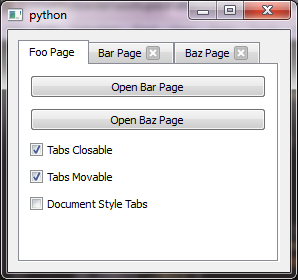 python
Foo Page Bar Page Baz Page
Open Bar Page
Open Baz Page
Tabs Closable
Tabs Movable
Document Style Tabs